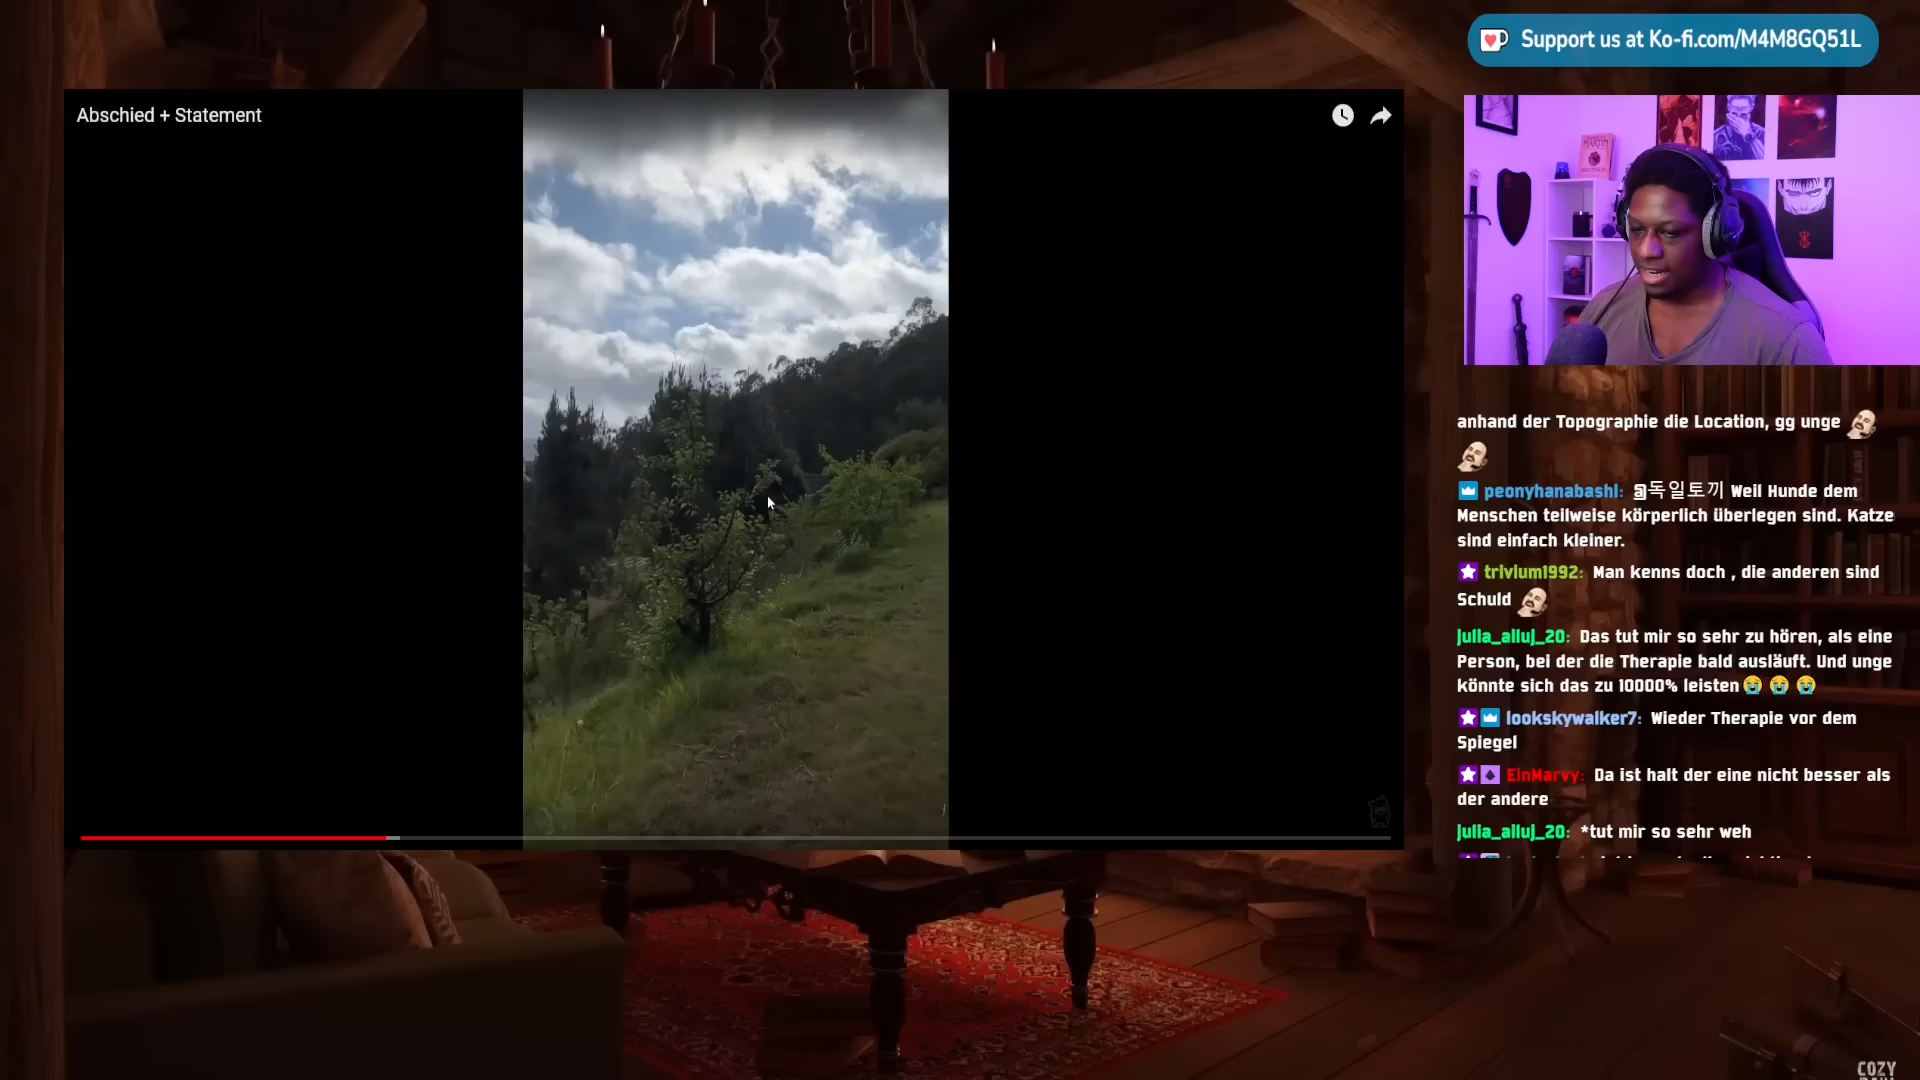 Support us at Ko-fi.com/M4M8GQ51L
Abschied + Statement
MARTIN
anhand der Topographie die Location, gg unge
peonyhanabashi: @독일토끼 Weil Hunde dem
Menschen teilweise körperlich überlegen sind. Katze
sind einfach kleiner.
trivium1992: Man kenns doch , die anderen sind
Schuld
julia_ailuj_20: Das tut mir so sehr zu hören, als eine
Person, bei der die Therapie bald ausläuft. Und unge
könnte sich das zu 10000% leisten😭 😭 😭
lookskywalker7: Wieder Therapie vor dem
Spiegel
EinMarvy: Da ist halt der eine nicht besser als
der andere
julia_ailuj_20: *tut mir so sehr weh
COZY